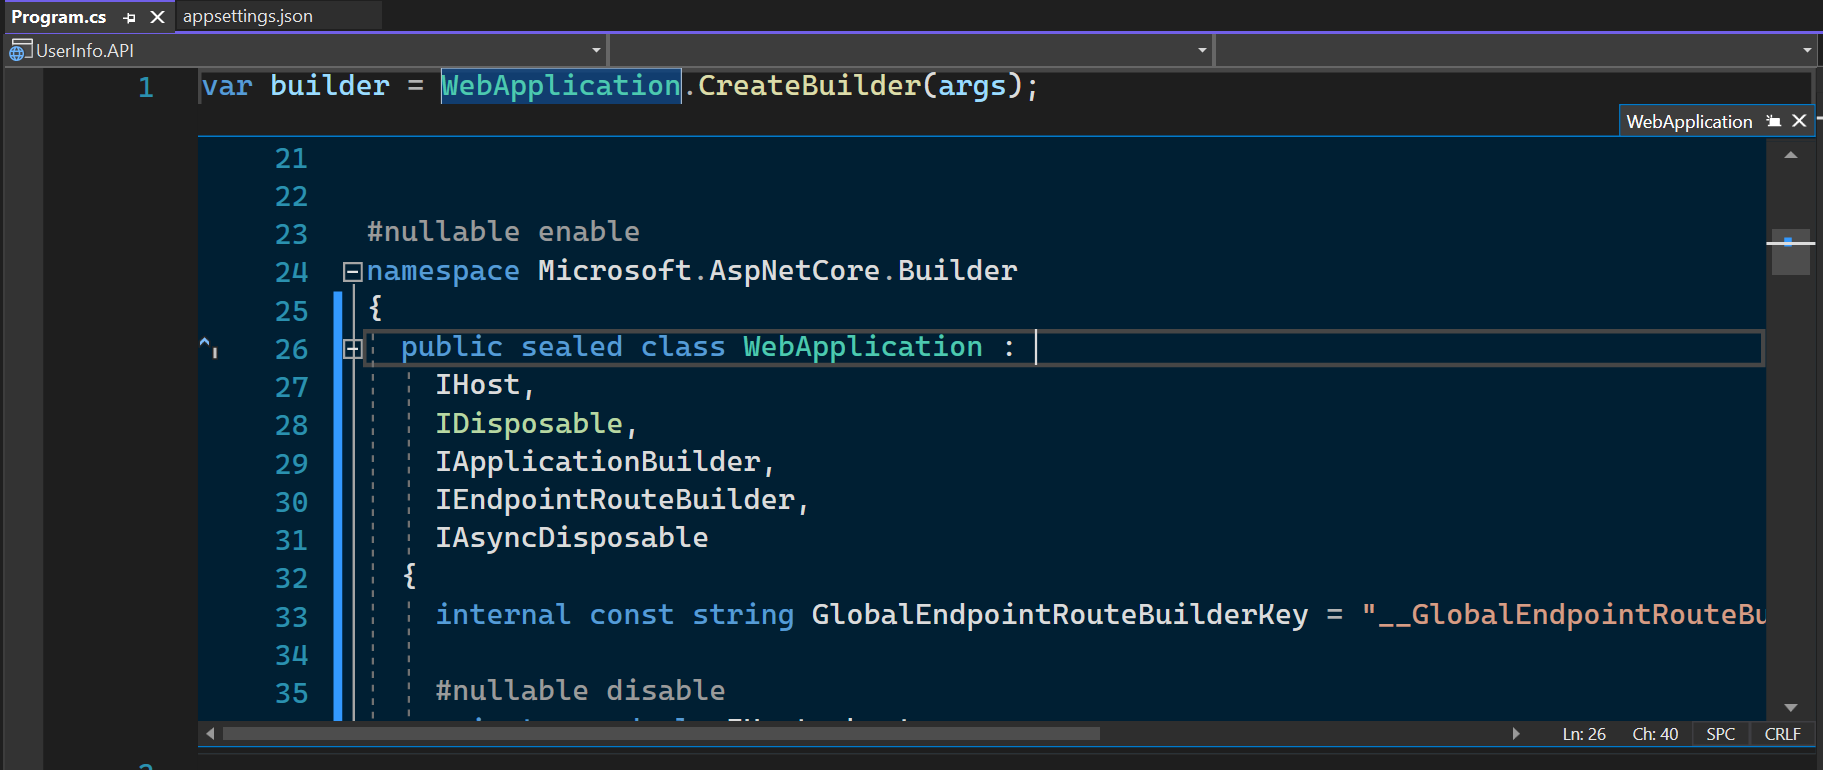 Program.cs appsettings.json
UserInfo.API
1 var builder = WebApplication.CreateBuilder(args);
WebApplication
21
22
23 #nullable enable
24 namespace Microsoft.AspNetCore.Builder
25 {
26 public sealed class WebApplication :
27 IHost,
28 IDisposable,
29 IApplicationBuilder,
30 IEndpointRouteBuilder,
31 IAsyncDisposable
32 {
33 internal const string GlobalEndpointRouteBuilderKey = "__GlobalEndpointRouteBu
34
35 #nullable disable
Ln: 26 Ch: 40 SPC CRLF